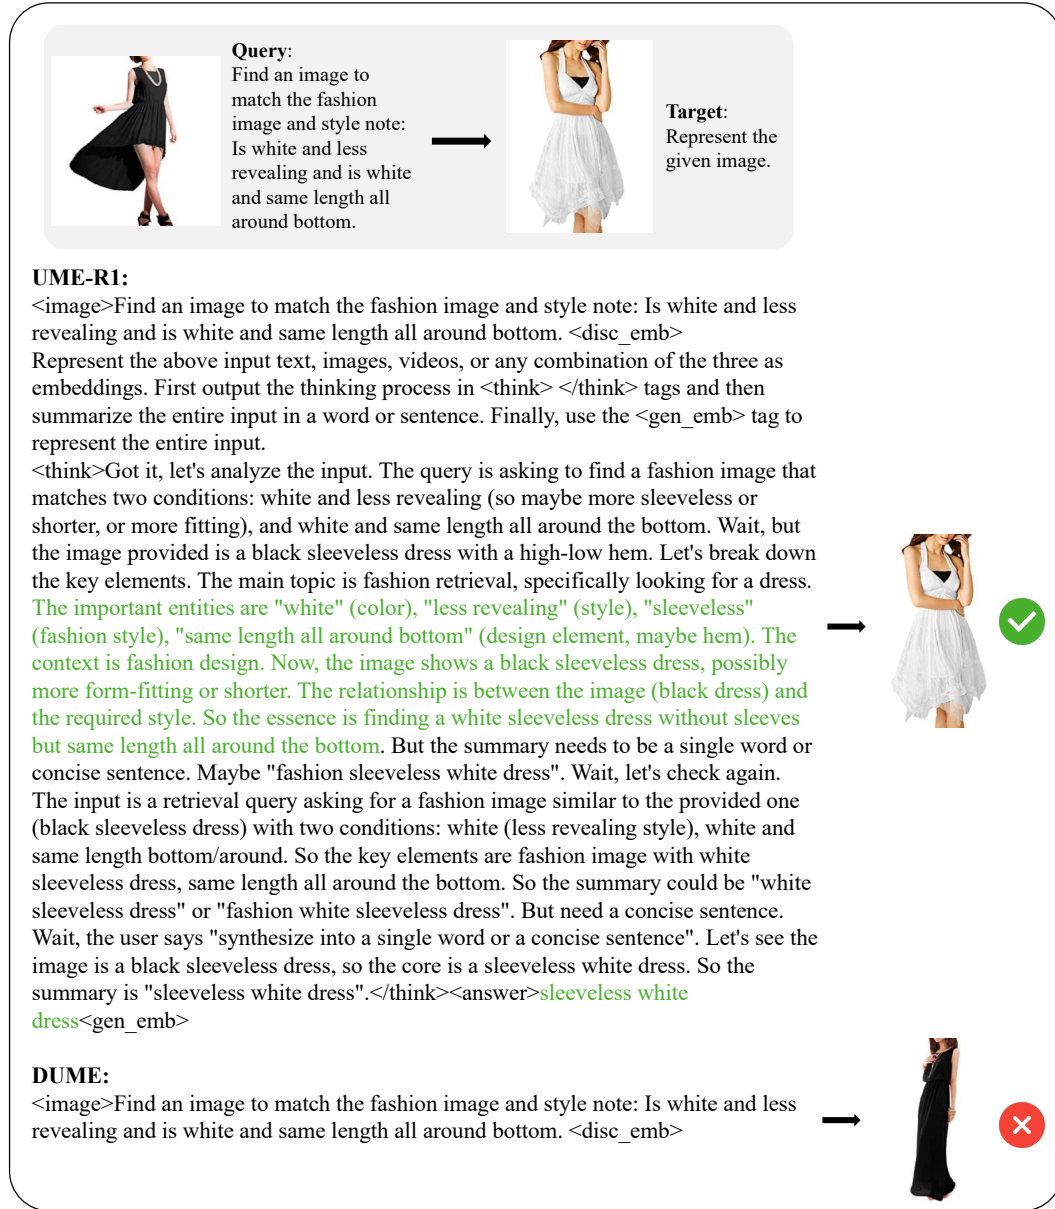 Query:
Find an image to
match the fashion
image and style note:
Is white and less
revealing and is white
and same length all
around bottom.
Target:
Represent the
given image.
UME-R1:
<image>Find an image to match the fashion image and style note: Is white and less
revealing and is white and same length all around bottom. <disc_emb>
Represent the above input text, images, videos, or any combination of the three as
embeddings. First output the thinking process in <think> </think> tags and then
summarize the entire input in a word or sentence. Finally, use the <gen_emb> tag to
represent the entire input.
<think>Got it, let's analyze the input. The query is asking to find a fashion image that
matches two conditions: white and less revealing (so maybe more sleeveless or
shorter, or more fitting), and white and same length all around the bottom. Wait, but
the image provided is a black sleeveless dress with a high-low hem. Let's break down
the key elements. The main topic is fashion retrieval, specifically looking for a dress.
The important entities are "white" (color), "less revealing" (style), "sleeveless"
(fashion style), "same length all around bottom" (design element, maybe hem). The
context is fashion design. Now, the image shows a black sleeveless dress, possibly
more form-fitting or shorter. The relationship is between the image (black dress) and
the required style. So the essence is finding a white sleeveless dress without sleeves
but same length all around the bottom. But the summary needs to be a single word or
concise sentence. Maybe "fashion sleeveless white dress". Wait, let's check again.
The input is a retrieval query asking for a fashion image similar to the provided one
(black sleeveless dress) with two conditions: white (less revealing style), white and
same length bottom/around. So the key elements are fashion image with white
sleeveless dress, same length all around the bottom. So the summary could be "white
sleeveless dress" or "fashion white sleeveless dress". But need a concise sentence.
Wait, the user says "synthesize into a single word or a concise sentence". Let's see the
image is a black sleeveless dress, so the core is a sleeveless white dress. So the
summary is "sleeveless white dress".</think><answer>sleeveless white
dress<gen_emb>
DUME:
<image>Find an image to match the fashion image and style note: Is white and less
revealing and is white and same length all around bottom. <disc_emb>